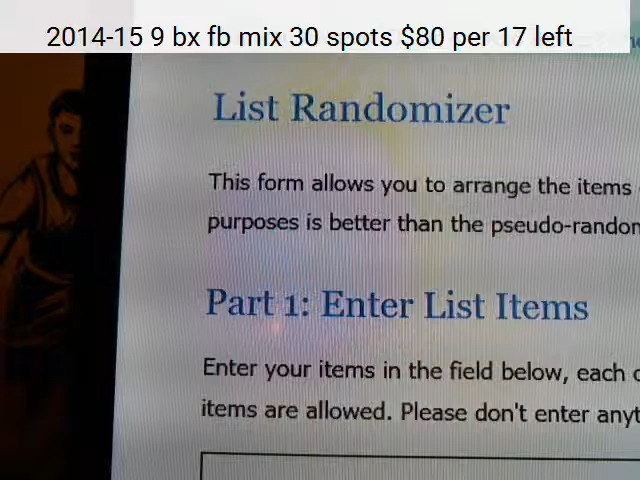 2014-15 9 bx fb mix 30 spots $80 per 17 left
List Randomizer
This form allows you to arrange the items
purposes is better than the pseudo-random
Part 1: Enter List Items
Enter your items in the field below, each
items are allowed. Please don't enter